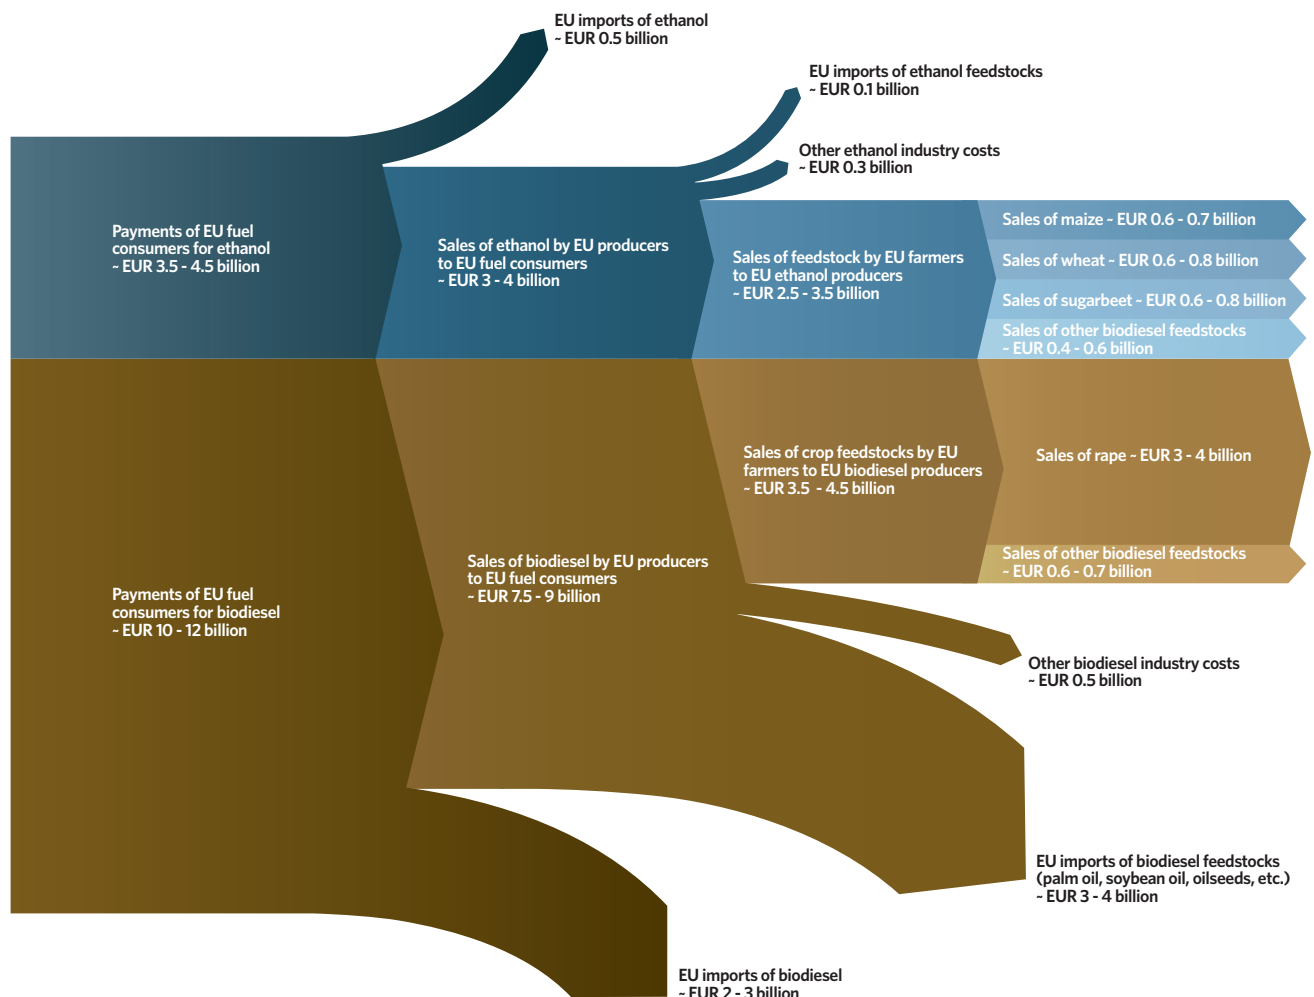 EU imports of ethanol
~ EUR 0.5 billion
EU imports of ethanol feedstocks
~ EUR 0.1 billion
Other ethanol industry costs
~ EUR 0.3 billion
Payments of EU fuel
consumers for ethanol
~ EUR 3.5 - 4.5 billion
Sales of ethanol by EU producers
to EU fuel consumers
~ EUR 3 - 4 billion
Sales of feedstock by EU farmers
to EU ethanol producers
~ EUR 2.5 - 3.5 billion
Sales of maize ~ EUR 0.6 - 0.7 billion
Sales of wheat ~ EUR 0.6 - 0.8 billion
Sales of sugarbeet ~ EUR 0.6 - 0.8 billion
Sales of other biodiesel feedstocks
~ EUR 0.4 - 0.6 billion
Payments of EU fuel
consumers for biodiesel
~ EUR 10 - 12 billion
Sales of biodiesel by EU producers
to EU fuel consumers
~ EUR 7.5 - 9 billion
Sales of crop feedstocks by EU
farmers to EU biodiesel producers
~ EUR 3.5 - 4.5 billion
Sales of rape ~ EUR 3 - 4 billion
Sales of other biodiesel feedstocks
~ EUR 0.6 - 0.7 billion
Other biodiesel industry costs
~ EUR 0.5 billion
EU imports of biodiesel feedstocks
(palm oil, soybean oil, oilseeds, etc.)
~ EUR 3 - 4 billion
EU imports of biodiesel
~ EUR 2 - 3 billion